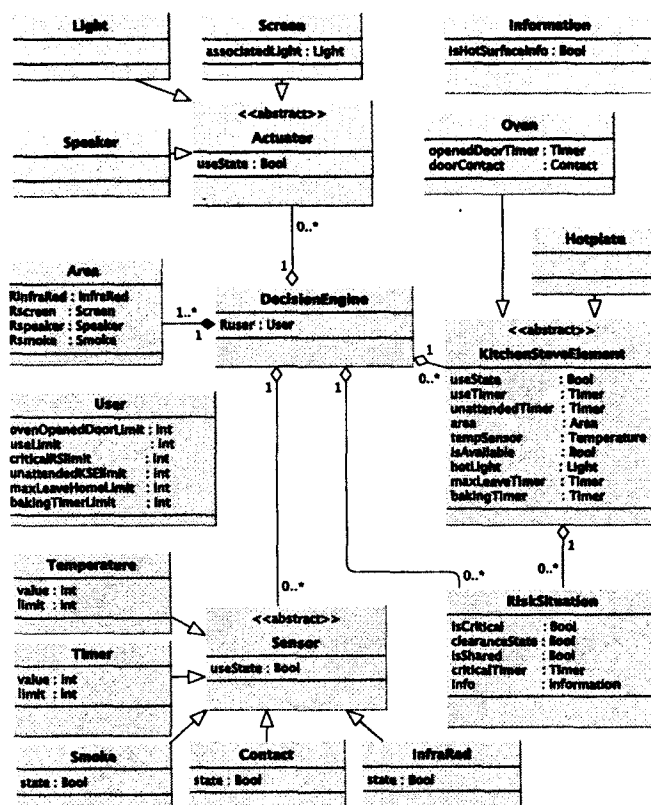 Light
Screen
associatedLight : Light
Information
isHotSurfaceInfo : Bool
<<abstract>>
Actuator
useState : Bool
Speaker
Oven
openedDoorTimer : Timer
doorContact : Contact
Hotplate
0..*
1
Area
RInfraRed : InfraRed
Rscreen : Screen
Rspeaker : Speaker
Rsmoke : Smoke
1..*
1
DecisionEngine
Ruser : User
1
0..*
<<abstract>>
KitchenStoveElement
useState : Bool
useTimer : Timer
unattendedTimer : Timer
area : Area
tempSensor : Temperature
isAvailable : Bool
hotLight : Light
maxLeaveTimer : Timer
bakingTimer : Timer
1
1
User
ovenOpenedDoorLimit : Int
useLimit : Int
criticalRSlimit : Int
unattendedKSElimit : Int
maxLeaveHomeLimit : Int
bakingTimerLimit : Int
1
0..*
0..*
0..*
Temperature
value : Int
limit : Int
<<abstract>>
Sensor
useState : Bool
Timer
value : Int
limit : Int
RiskSituation
isCritical : Bool
clearanceState : Bool
isShared : Bool
criticalTimer : Timer
info : Information
Smoke
state : Bool
Contact
state : Bool
InfraRed
state : Bool